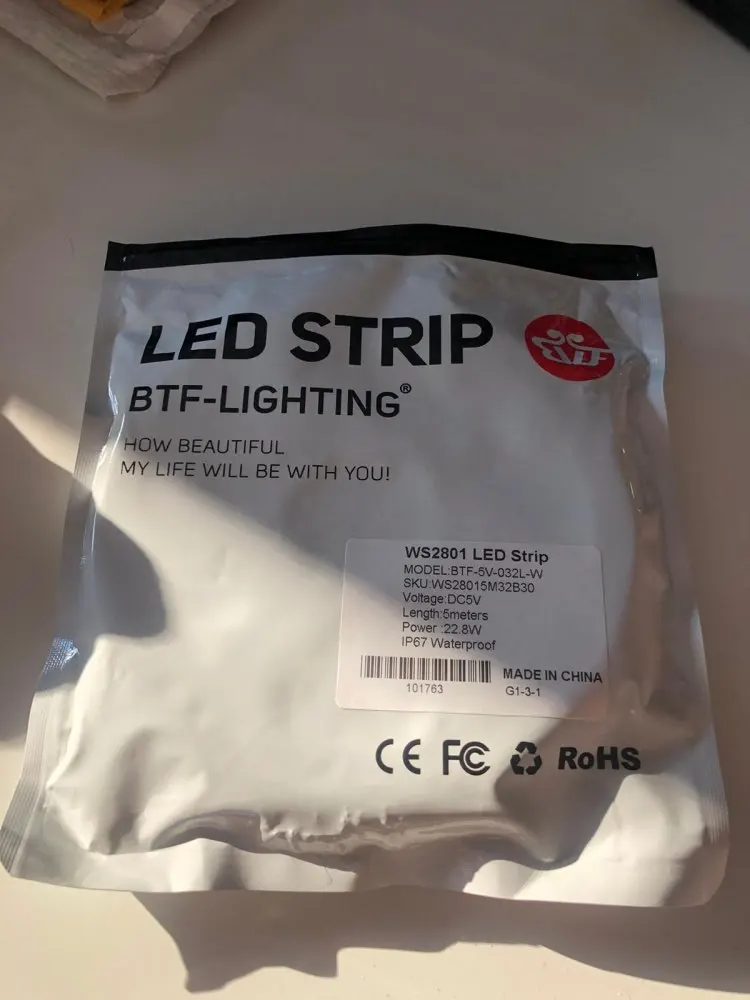 LED STRIP
BTF
BTF-LIGHTING®
HOW BEAUTIFUL
MY LIFE WILL BE WITH YOU!
WS2801 LED Strip
MODEL:BTF-5V-032L-W
SKU:WS28015M32B30
Voltage:DC5V
Length:5meters
Power :22.8W
IP67 Waterproof
MADE IN CHINA
101763
G1-3-1
CE FC RoHS